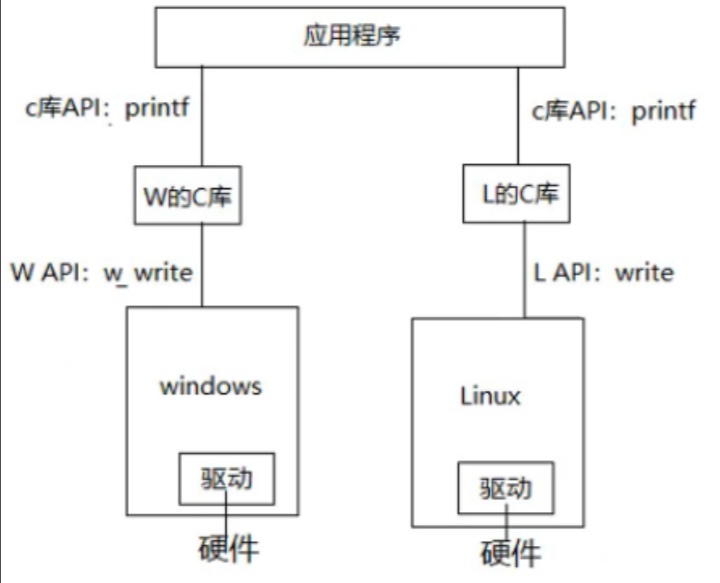 应用程序
c库API：printf
c库API：printf
W的C库
L的C库
W API：w_write
L API：write
windows
Linux
驱动
驱动
硬件
硬件